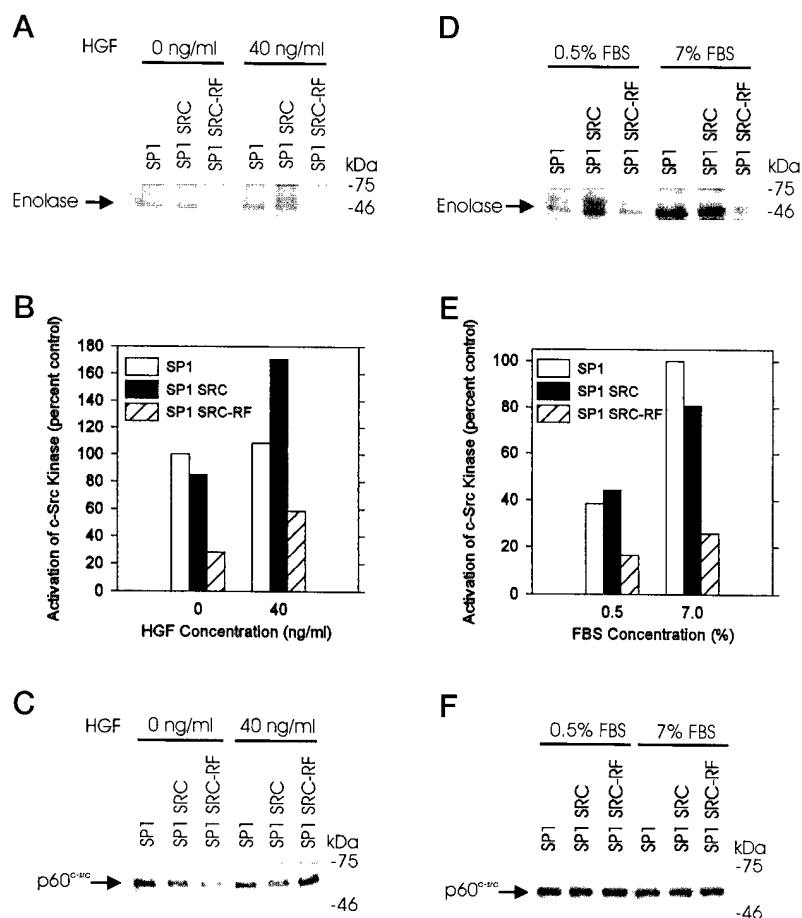 A
HGF
0 ng/ml
40 ng/ml
SP1
SP1 SRC
SP1 SRC-RF
SP1
SP1 SRC
SP1 SRC-RF
kDa
-75
Enolase
-46
B
Activation of c-Src Kinase (percent control)
180
160
140
120
100
80
60
40
20
0
SP1
SP1 SRC
SP1 SRC-RF
0
40
HGF Concentration (ng/ml)
C
HGF
0 ng/ml
40 ng/ml
SP1
SP1 SRC
SP1 SRC-RF
SP1
SP1 SRC
SP1 SRC-RF
kDa
-75
p60c-src
-46
D
0.5% FBS
7% FBS
SP1
SP1 SRC
SP1 SRC-RF
SP1
SP1 SRC
SP1 SRC-RF
kDa
-75
Enolase
-46
E
Activation of c-Src Kinase (percent control)
100
80
60
40
20
0
SP1
SP1 SRC
SP1 SRC-RF
0.5
7.0
FBS Concentration (%)
F
0.5% FBS
7% FBS
SP1
SP1 SRC
SP1 SRC-RF
SP1
SP1 SRC
SP1 SRC-RF
kDa
-75
p60c-src
-46